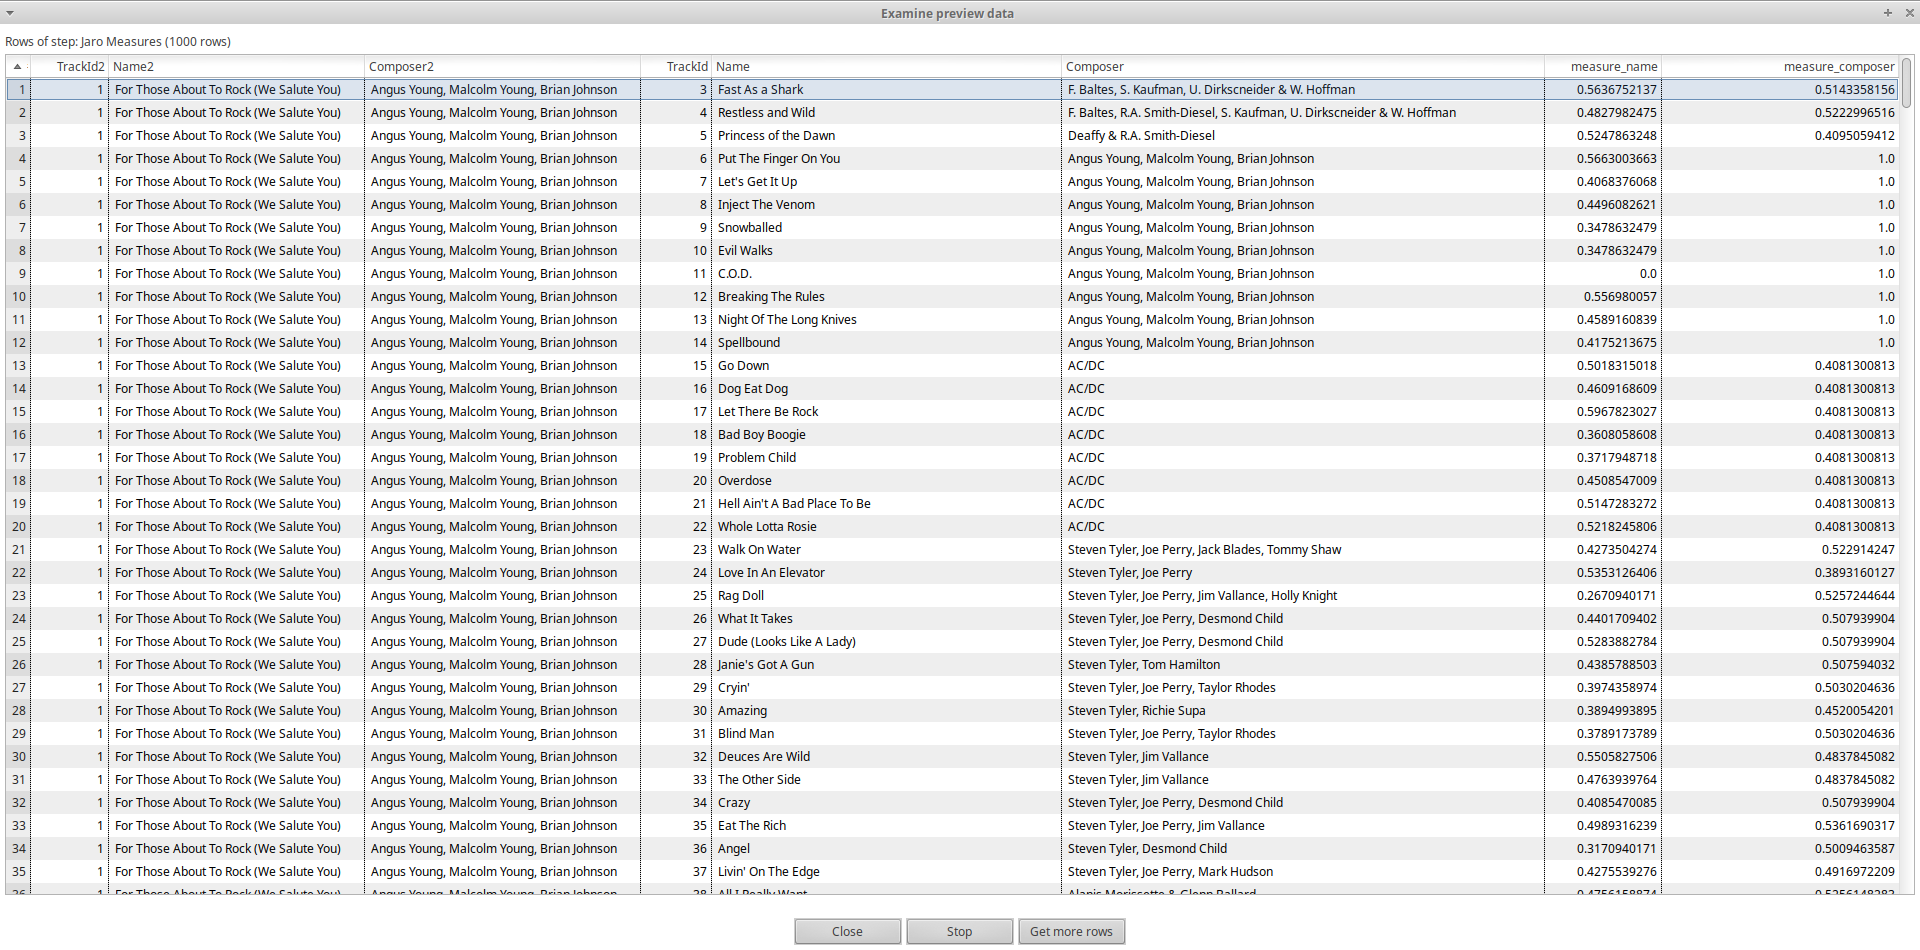 Examine preview data
Rows of step: Jaro Measures (1000 rows)
TrackId2 Name2 Composer2 TrackId Name Composer measure_name measure_composer
1 1 For Those About To Rock (We Salute You) Angus Young, Malcolm Young, Brian Johnson 3 Fast As a Shark F. Baltes, S. Kaufman, U. Dirkscneider & W. Hoffman 0.5636752137 0.5143358156
2 1 For Those About To Rock (We Salute You) Angus Young, Malcolm Young, Brian Johnson 4 Restless and Wild F. Baltes, R.A. Smith-Diesel, S. Kaufman, U. Dirkscneider & W. Hoffman 0.4827982475 0.5222996516
3 1 For Those About To Rock (We Salute You) Angus Young, Malcolm Young, Brian Johnson 5 Princess of the Dawn Deaffy & R.A. Smith-Diesel 0.5247863248 0.4095059412
4 1 For Those About To Rock (We Salute You) Angus Young, Malcolm Young, Brian Johnson 6 Put The Finger On You Angus Young, Malcolm Young, Brian Johnson 0.5663003663 1.0
5 1 For Those About To Rock (We Salute You) Angus Young, Malcolm Young, Brian Johnson 7 Let's Get It Up Angus Young, Malcolm Young, Brian Johnson 0.4068376068 1.0
6 1 For Those About To Rock (We Salute You) Angus Young, Malcolm Young, Brian Johnson 8 Inject The Venom Angus Young, Malcolm Young, Brian Johnson 0.4496082621 1.0
7 1 For Those About To Rock (We Salute You) Angus Young, Malcolm Young, Brian Johnson 9 Snowballed Angus Young, Malcolm Young, Brian Johnson 0.3478632479 1.0
8 1 For Those About To Rock (We Salute You) Angus Young, Malcolm Young, Brian Johnson 10 Evil Walks Angus Young, Malcolm Young, Brian Johnson 0.3478632479 1.0
9 1 For Those About To Rock (We Salute You) Angus Young, Malcolm Young, Brian Johnson 11 C.O.D. Angus Young, Malcolm Young, Brian Johnson 0.0 1.0
10 1 For Those About To Rock (We Salute You) Angus Young, Malcolm Young, Brian Johnson 12 Breaking The Rules Angus Young, Malcolm Young, Brian Johnson 0.556980057 1.0
11 1 For Those About To Rock (We Salute You) Angus Young, Malcolm Young, Brian Johnson 13 Night Of The Long Knives Angus Young, Malcolm Young, Brian Johnson 0.4589160839 1.0
12 1 For Those About To Rock (We Salute You) Angus Young, Malcolm Young, Brian Johnson 14 Spellbound Angus Young, Malcolm Young, Brian Johnson 0.4175213675 1.0
13 1 For Those About To Rock (We Salute You) Angus Young, Malcolm Young, Brian Johnson 15 Go Down AC/DC 0.5018315018 0.4081300813
14 1 For Those About To Rock (We Salute You) Angus Young, Malcolm Young, Brian Johnson 16 Dog Eat Dog AC/DC 0.4609168609 0.4081300813
15 1 For Those About To Rock (We Salute You) Angus Young, Malcolm Young, Brian Johnson 17 Let There Be Rock AC/DC 0.5967823027 0.4081300813
16 1 For Those About To Rock (We Salute You) Angus Young, Malcolm Young, Brian Johnson 18 Bad Boy Boogie AC/DC 0.3608058608 0.4081300813
17 1 For Those About To Rock (We Salute You) Angus Young, Malcolm Young, Brian Johnson 19 Problem Child AC/DC 0.3717948718 0.4081300813
18 1 For Those About To Rock (We Salute You) Angus Young, Malcolm Young, Brian Johnson 20 Overdose AC/DC 0.4508547009 0.4081300813
19 1 For Those About To Rock (We Salute You) Angus Young, Malcolm Young, Brian Johnson 21 Hell Ain't A Bad Place To Be AC/DC 0.5147283272 0.4081300813
20 1 For Those About To Rock (We Salute You) Angus Young, Malcolm Young, Brian Johnson 22 Whole Lotta Rosie AC/DC 0.5218245806 0.4081300813
21 1 For Those About To Rock (We Salute You) Angus Young, Malcolm Young, Brian Johnson 23 Walk On Water Steven Tyler, Joe Perry, Jack Blades, Tommy Shaw 0.4273504274 0.522914247
22 1 For Those About To Rock (We Salute You) Angus Young, Malcolm Young, Brian Johnson 24 Love In An Elevator Steven Tyler, Joe Perry 0.5353126406 0.3893160127
23 1 For Those About To Rock (We Salute You) Angus Young, Malcolm Young, Brian Johnson 25 Rag Doll Steven Tyler, Joe Perry, Jim Vallance, Holly Knight 0.2670940171 0.5257244644
24 1 For Those About To Rock (We Salute You) Angus Young, Malcolm Young, Brian Johnson 26 What It Takes Steven Tyler, Joe Perry, Desmond Child 0.4401709402 0.507939904
25 1 For Those About To Rock (We Salute You) Angus Young, Malcolm Young, Brian Johnson 27 Dude (Looks Like A Lady) Steven Tyler, Joe Perry, Desmond Child 0.5283882784 0.507939904
26 1 For Those About To Rock (We Salute You) Angus Young, Malcolm Young, Brian Johnson 28 Janie's Got A Gun Steven Tyler, Tom Hamilton 0.4385788503 0.507594032
27 1 For Those About To Rock (We Salute You) Angus Young, Malcolm Young, Brian Johnson 29 Cryin' Steven Tyler, Joe Perry, Taylor Rhodes 0.3974358974 0.5030204636
28 1 For Those About To Rock (We Salute You) Angus Young, Malcolm Young, Brian Johnson 30 Amazing Steven Tyler, Richie Supa 0.3894993895 0.4520054201
29 1 For Those About To Rock (We Salute You) Angus Young, Malcolm Young, Brian Johnson 31 Blind Man Steven Tyler, Joe Perry, Taylor Rhodes 0.3789173789 0.5030204636
30 1 For Those About To Rock (We Salute You) Angus Young, Malcolm Young, Brian Johnson 32 Deuces Are Wild Steven Tyler, Jim Vallance 0.5505827506 0.4837845082
31 1 For Those About To Rock (We Salute You) Angus Young, Malcolm Young, Brian Johnson 33 The Other Side Steven Tyler, Jim Vallance 0.4763939764 0.4837845082
32 1 For Those About To Rock (We Salute You) Angus Young, Malcolm Young, Brian Johnson 34 Crazy Steven Tyler, Joe Perry, Desmond Child 0.4085470085 0.507939904
33 1 For Those About To Rock (We Salute You) Angus Young, Malcolm Young, Brian Johnson 35 Eat The Rich Steven Tyler, Joe Perry, Jim Vallance 0.4989316239 0.5361690317
34 1 For Those About To Rock (We Salute You) Angus Young, Malcolm Young, Brian Johnson 36 Angel Steven Tyler, Desmond Child 0.3170940171 0.5009463587
35 1 For Those About To Rock (We Salute You) Angus Young, Malcolm Young, Brian Johnson 37 Livin' On The Edge Steven Tyler, Joe Perry, Mark Hudson 0.4275539276 0.4916972209
Close Stop Get more rows